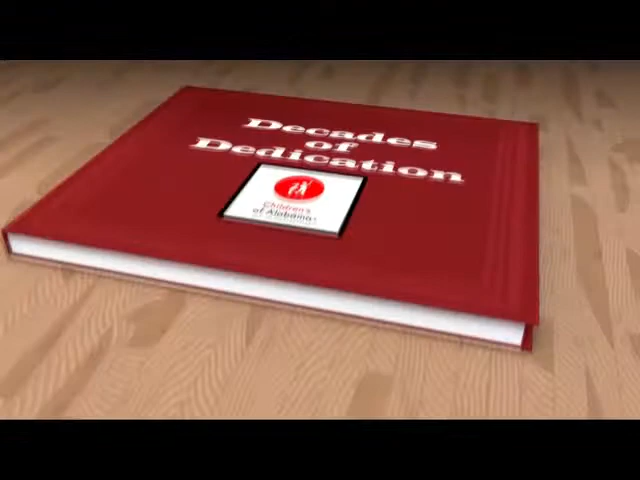 Decades
of
Dedication
Children's
of Alabama